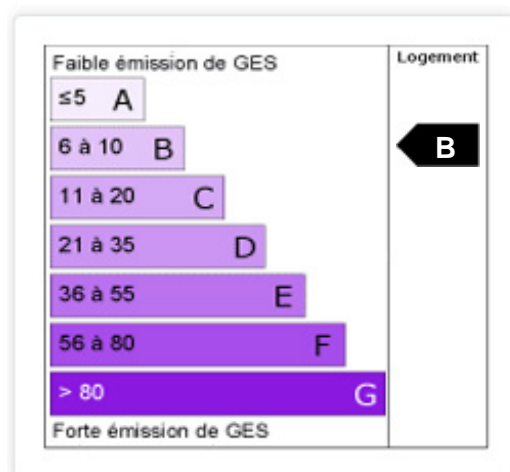 Faible émission de GES
Logement
≤5 A
6 à 10 B
B
11 à 20 C
21 à 35 D
36 à 55 E
56 à 80 F
> 80 G
Forte émission de GES